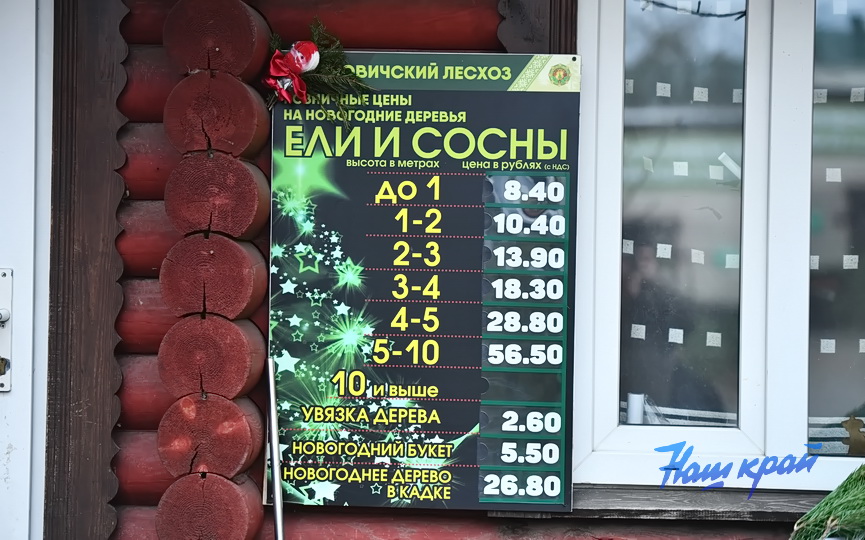 ЛЕСХОЗ
ЦЕНЫ
НА НОВОГОДНИЕ ДЕРЕВЬЯ
ЕЛИ И СОСНЫ
высота в метрах цена в рублях (с НДС)
до 1 8.40
1-2 10.40
2-3 13.90
3-4 18.30
4-5 28.80
5-10 56.50
10 и выше
УВЯЗКА ДЕРЕВА 2.60
НОВОГОДНИЙ БУКЕТ 5.50
НОВОГОДНЕЕ ДЕРЕВО
В КАДКЕ 26.80
Наш край